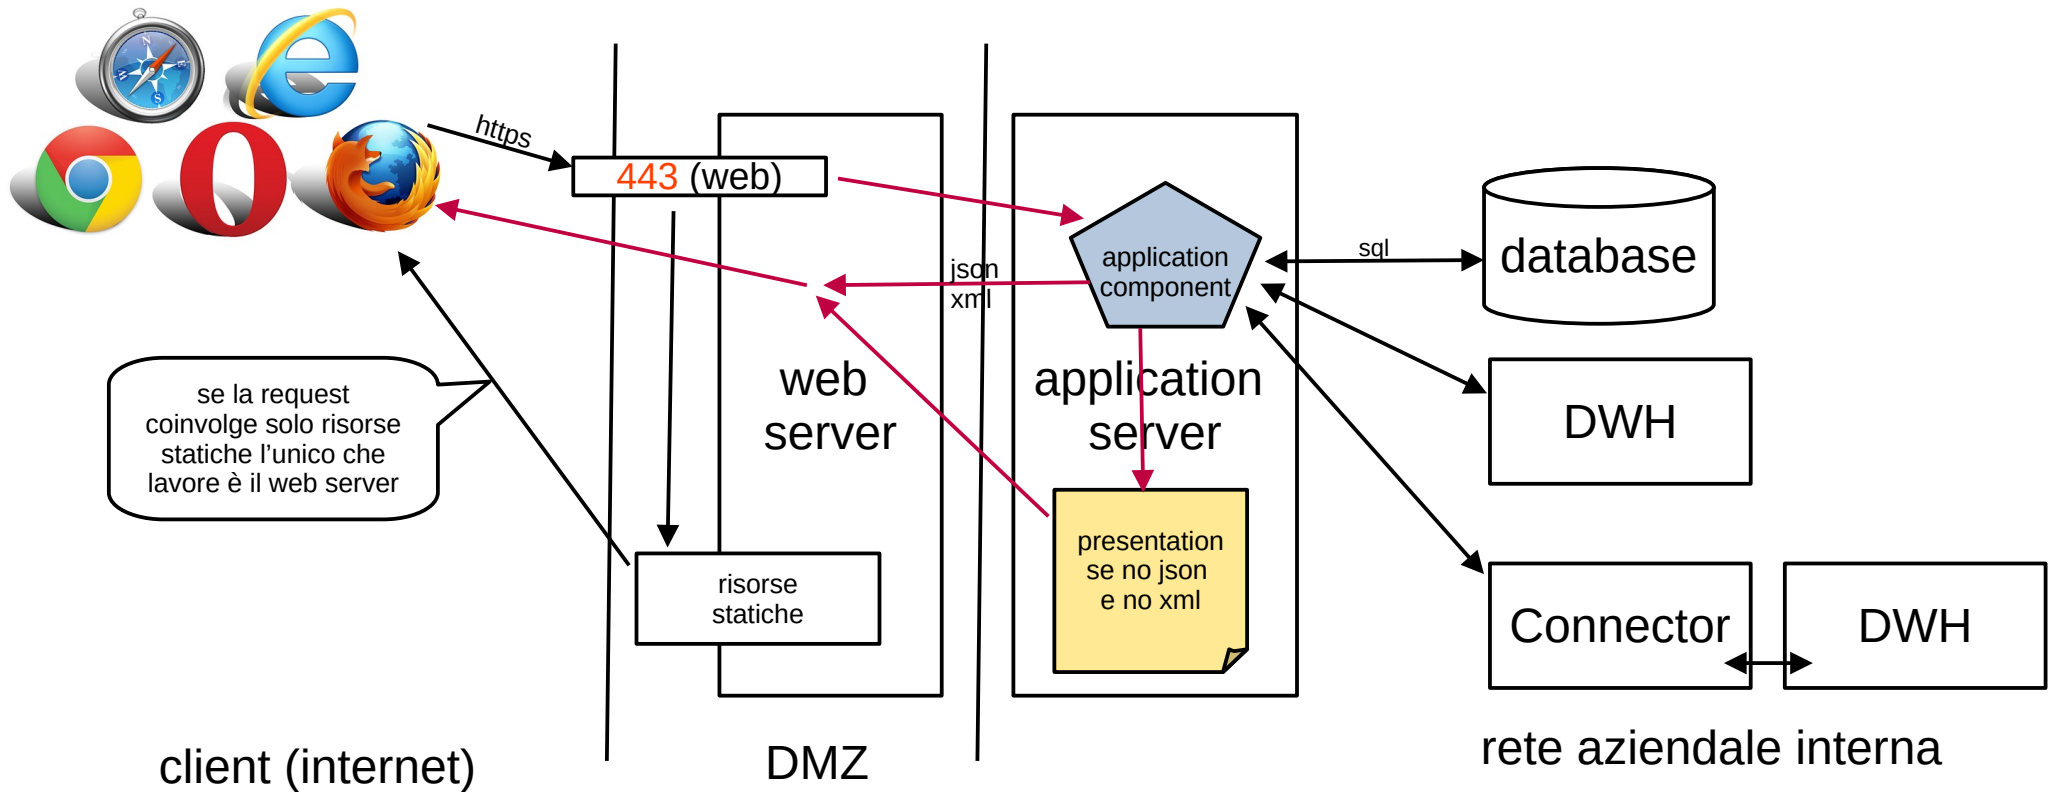 https
443 (web)
json
xml
application
component
sql
database
web
server
application
server
DWH
se la request
coinvolge solo risorse
statiche l'unico che
lavore è il web server
presentation
se no json
e no xml
risorse
statiche
Connector
DWH
client (internet)
DMZ
rete aziendale interna